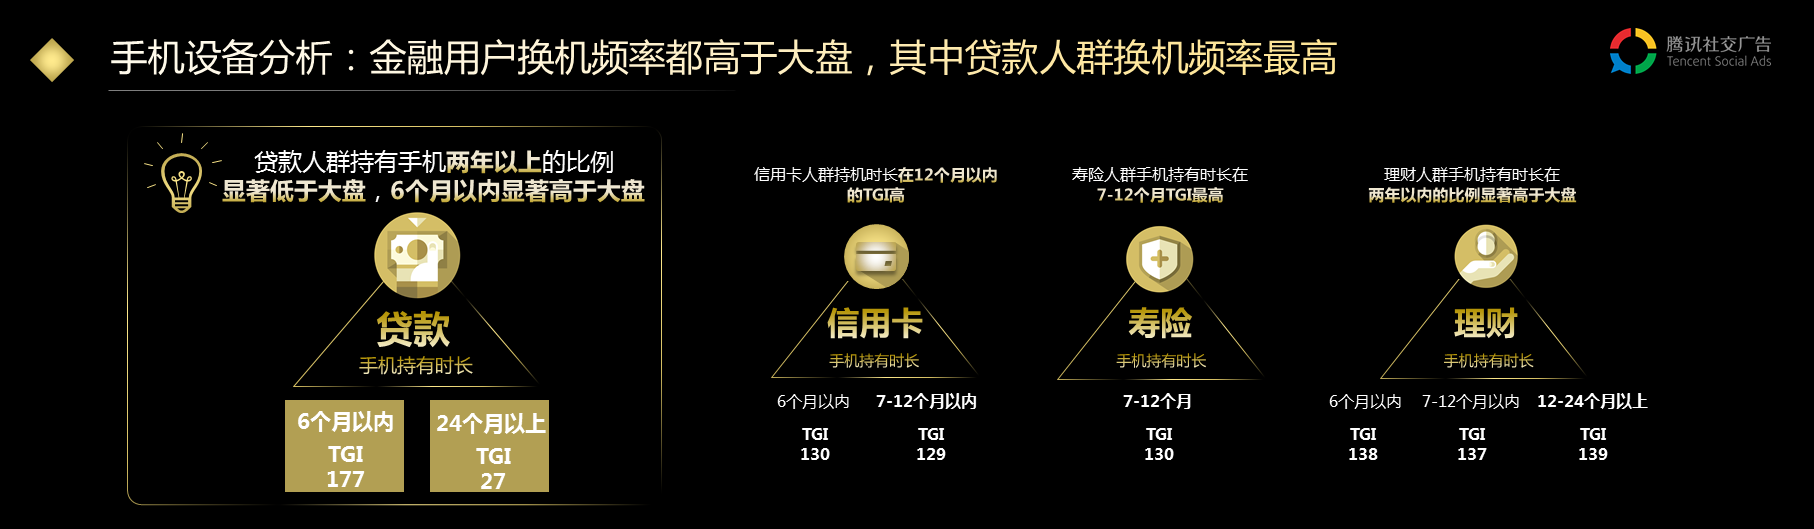 手机设备分析：金融用户换机频率都高于大盘，其中贷款人群换机频率最高
腾讯社交广告
Tencent Social Ads
贷款人群持有手机两年以上的比例
显著低于大盘，6个月以内显著高于大盘
贷款
手机持有时长
6个月以内
TGI
177
24个月以上
TGI
27
信用卡人群持机时长在12个月以内
的TGI高
信用卡
手机持有时长
6个月以内
TGI
130
7-12个月以内
TGI
129
寿险人群手机持有时长在
7-12个月TGI最高
寿险
手机持有时长
7-12个月
TGI
130
理财人群手机持有时长在
两年以内的比例显著高于大盘
理财
手机持有时长
6个月以内
TGI
138
7-12个月以内
TGI
137
12-24个月以上
TGI
139